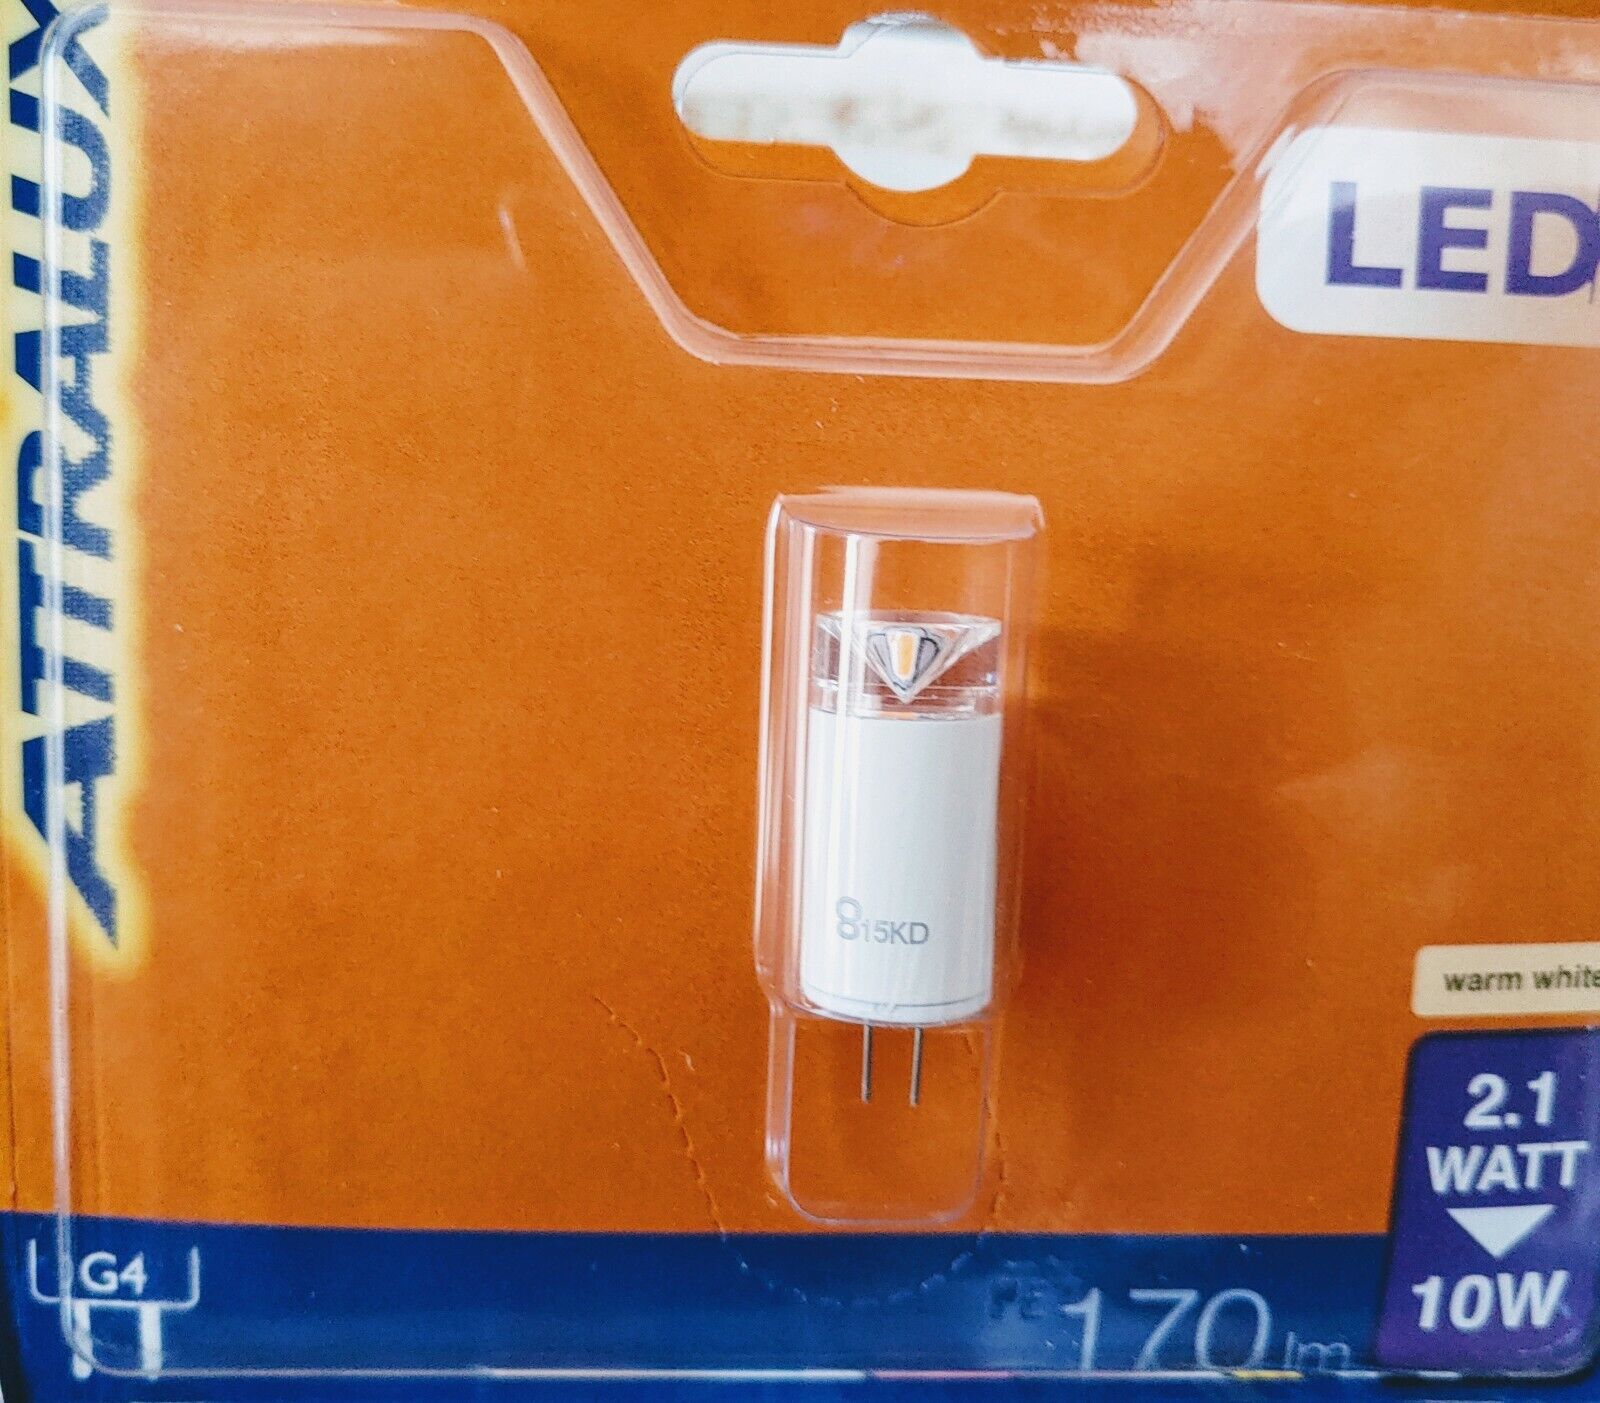 ATTRALUX
LED
815KD
warm white
2.1
WATT
10W
G4
170 lm